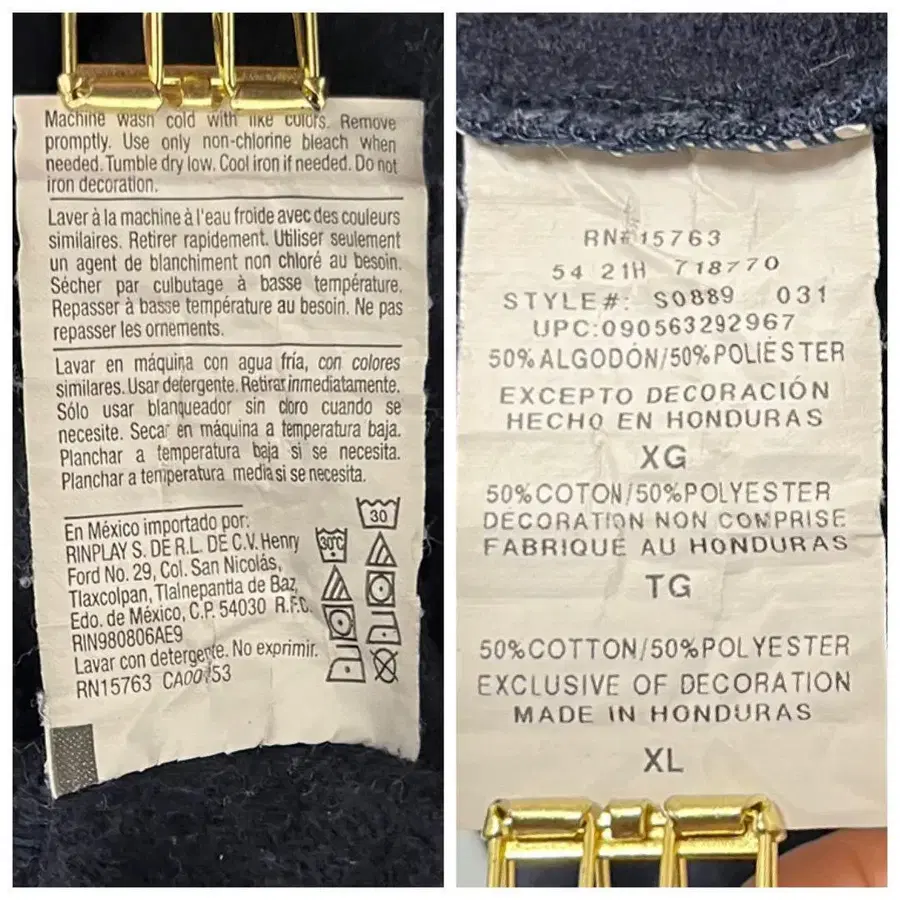 Machine wash cold with like colors. Remove
promptly. Use only non-chlorine bleach when
needed. Tumble dry low. Cool iron if needed. Do not
iron decoration.
Laver à la machine à l'eau froide avec des couleurs
similaires. Retirer rapidement. Utiliser seulement
un agent de blanchiment non chloré au besoin.
Sécher par culbutage à basse température.
Repasser à basse température au besoin. Ne pas
repasser les ornements.
Lavar en máquina con agua fría, con colores
similares. Usar detergente. Retirar inmediatamente.
Sólo usar blanqueador sin cloro cuando se
necesite. Secar en máquina a temperatura baja.
Planchar a temperatura baja si se necesita.
Planchar a temperatura media si se necesita.
En México importado por:
RINPLAY S. DE R.L. DE C.V. Henry
Ford No. 29, Col. San Nicolás,
Tlaxcolpan, Tlalnepantla de Baz,
Edo. de México, C.P. 54030 R.F.C.
RIN980806AE9
Lavar con detergente. No exprimir.
RN15763 CA00753
30
30°C
RN#15763
54 21H 718770
STYLE#: S0889 031
UPC:090563292967
50%ALGODÓN/50%POLIÉSTER
EXCEPTO DECORACIÓN
HECHO EN HONDURAS
XG
50%COTON/50%POLYESTER
DÉCORATION NON COMPRISE
FABRIQUÉ AU HONDURAS
TG
50%COTTON/50%POLYESTER
EXCLUSIVE OF DECORATION
MADE IN HONDURAS
XL